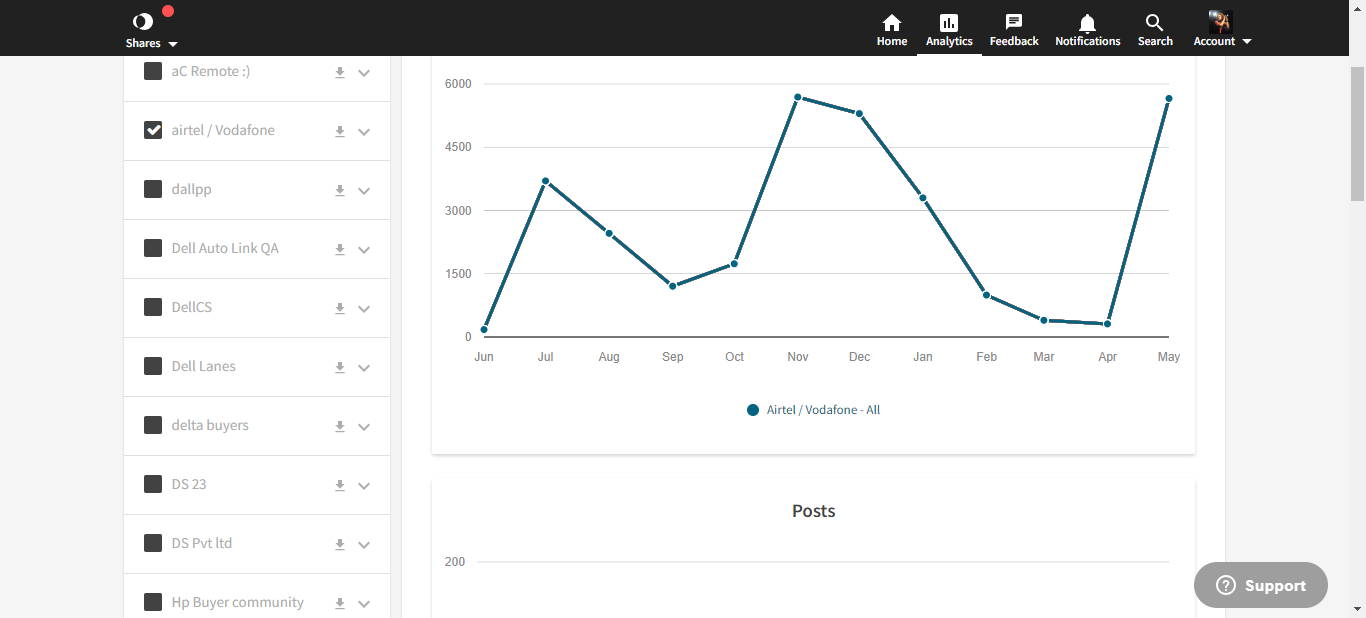 Shares
Home
Analytics
Feedback
Notifications
Search
Account
aC Remote :)
airtel / Vodafone
dallpp
Dell Auto Link QA
DellCS
Dell Lanes
delta buyers
DS 23
DS Pvt ltd
Hp Buyer community
6000
4500
3000
1500
0
Jun Jul Aug Sep Oct Nov Dec Jan Feb Mar Apr May
Airtel / Vodafone - All
Posts
200
Support